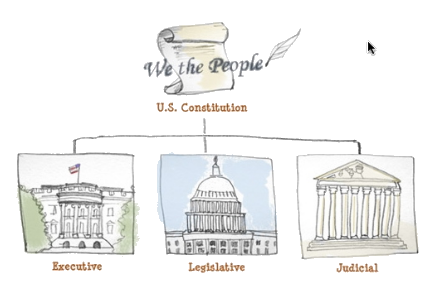 We the People
U.S. Constitution
Executive
Legislative
Judicial